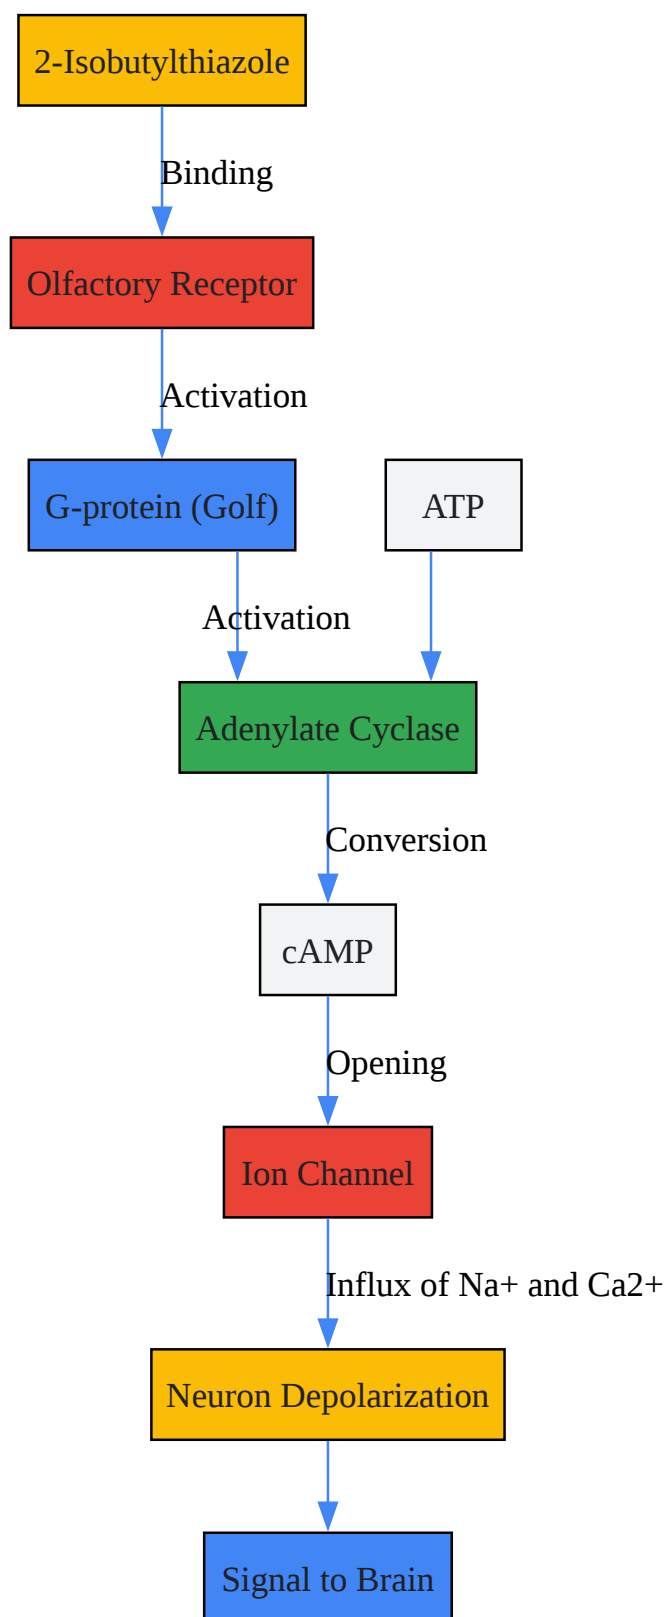 2-Isobutylthiazole
Binding
Olfactory Receptor
Activation
G-protein (Golf)
ATP
Activation
Adenylate Cyclase
Conversion
cAMP
Opening
Ion Channel
Influx of Na+ and Ca2+
Neuron Depolarization
Signal to Brain